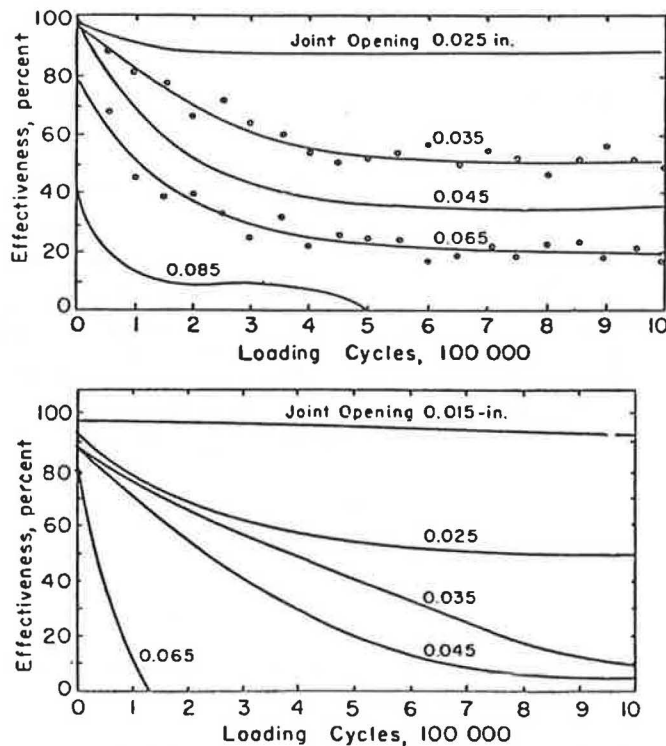 100
80
60
40
20
0
Effectiveness, percent
Joint Opening 0.025 in.
0.035
0.045
0.065
0.085
0 1 2 3 4 5 6 7 8 9 10
Loading Cycles, 100 000
100
80
60
40
20
0
Effectiveness, percent
Joint Opening 0.015-in.
0.025
0.035
0.045
0.065
0 1 2 3 4 5 6 7 8 9 10
Loading Cycles, 100 000